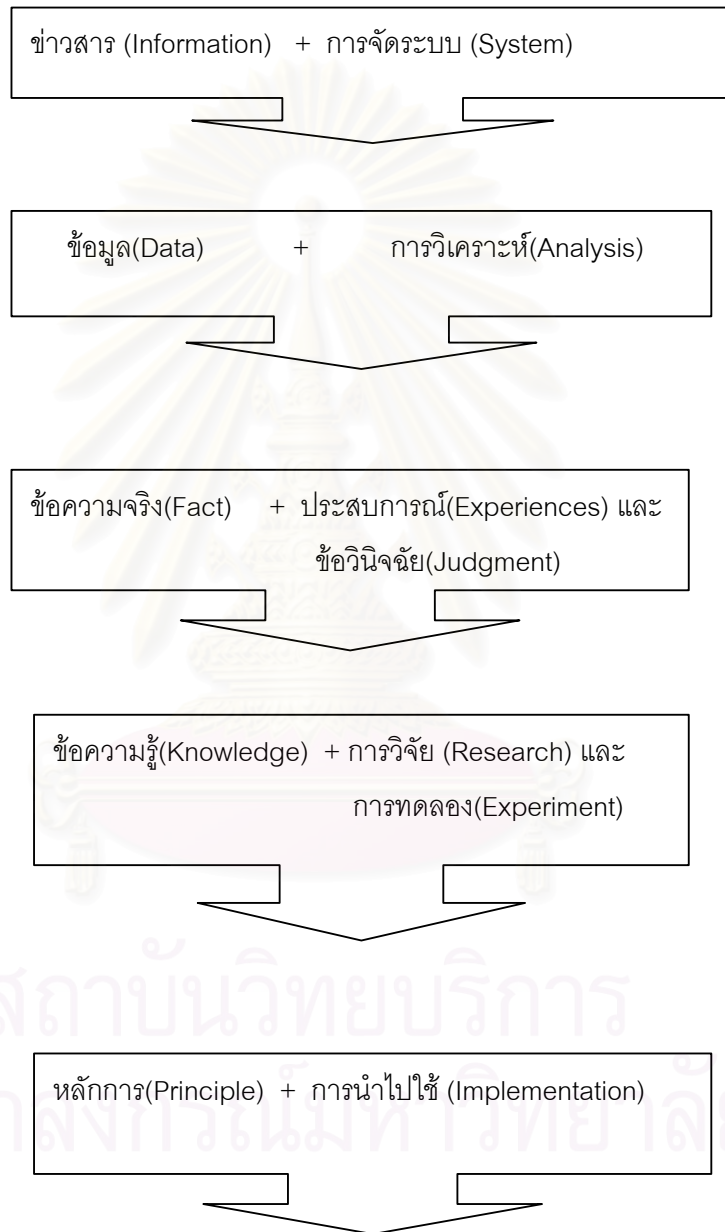 ข่าวสาร (Information) + การจัดระบบ (System)
ข้อมูล(Data) + การวิเคราะห์(Analysis)
ข้อความจริง(Fact) + ประสบการณ์(Experiences) และ
ข้อวินิจฉัย(Judgment)
ข้อความรู้(Knowledge) + การวิจัย (Research) และ
การทดลอง(Experiment)
สถาบันวิทยบริการ
หลักการ(Principle) + การนำไปใช้ (Implementation)